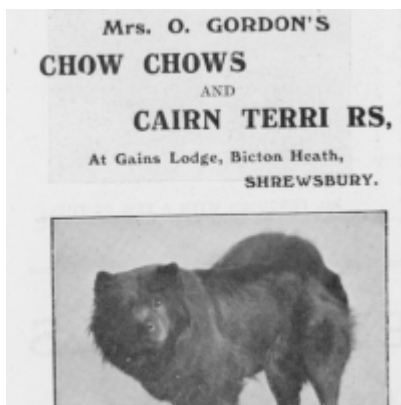 Mrs. O. GORDON'S
CHOW CHOWS
AND
CAIRN TERRI RS,
At Gains Lodge, Bicton Heath,
SHREWSBURY.